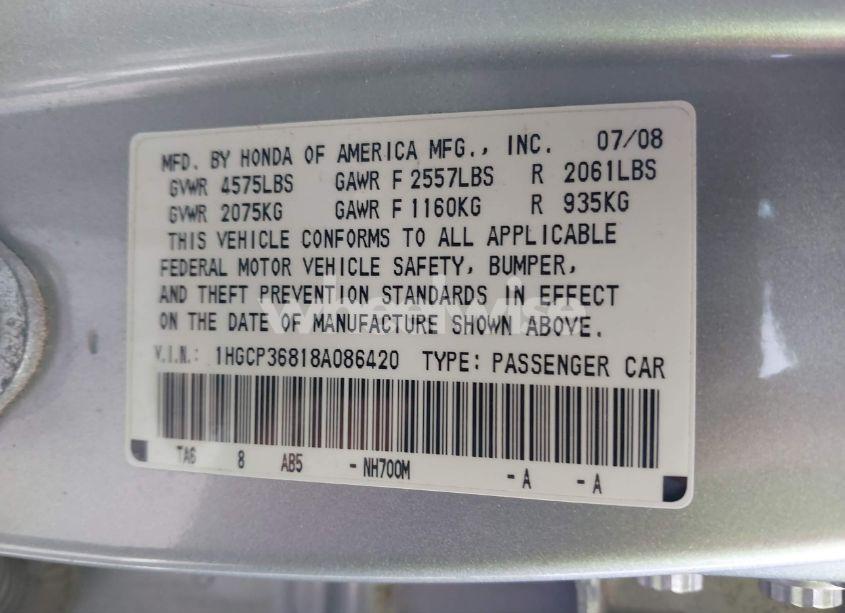 MFD. BY HONDA OF AMERICA MFG., INC. 07/08
GVWR 4575LBS GAWR F 2557LBS R 2061LBS
GVWR 2075KG GAWR F 1160KG R 935KG
THIS VEHICLE CONFORMS TO ALL APPLICABLE
FEDERAL MOTOR VEHICLE SAFETY, BUMPER,
AND THEFT PREVENTION STANDARDS IN EFFECT
ON THE DATE OF MANUFACTURE SHOWN ABOVE.
wheelwise
V.I.N.: 1HGCP36818A086420 TYPE: PASSENGER CAR
TA6 8 AB5 - NH700M - A - A